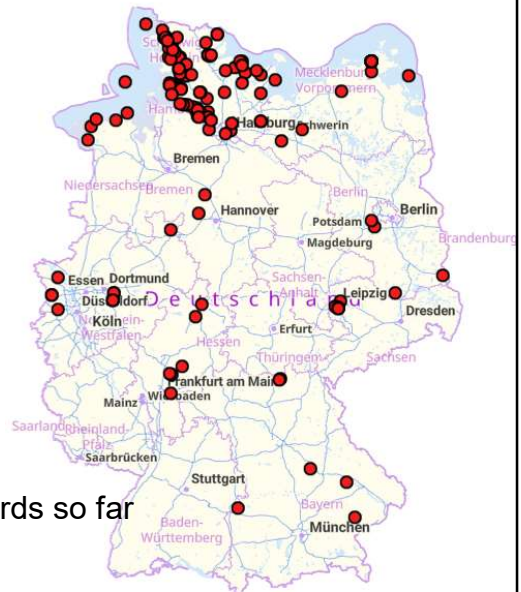 Mecklenburg-
Vorpommern
Hamburg
Schwerin
Bremen
Niedersachsen
Bremen
Berlin
Hannover
Potsdam
Berlin
Brandenburg
Magdeburg
Essen
Dortmund
Sachsen-
Anhalt
Leipzig
Deutschland
Düsseldorf
Dresden
Köln
Nordrhein-
Westfalen
Erfurt
Hessen
Thüringen
Sachsen
Frankfurt am Main
Mainz
Wiesbaden
Saarland
Rheinland-
Pfalz
Saarbrücken
Stuttgart
rds so far
Bayern
Baden-
Württemberg
München